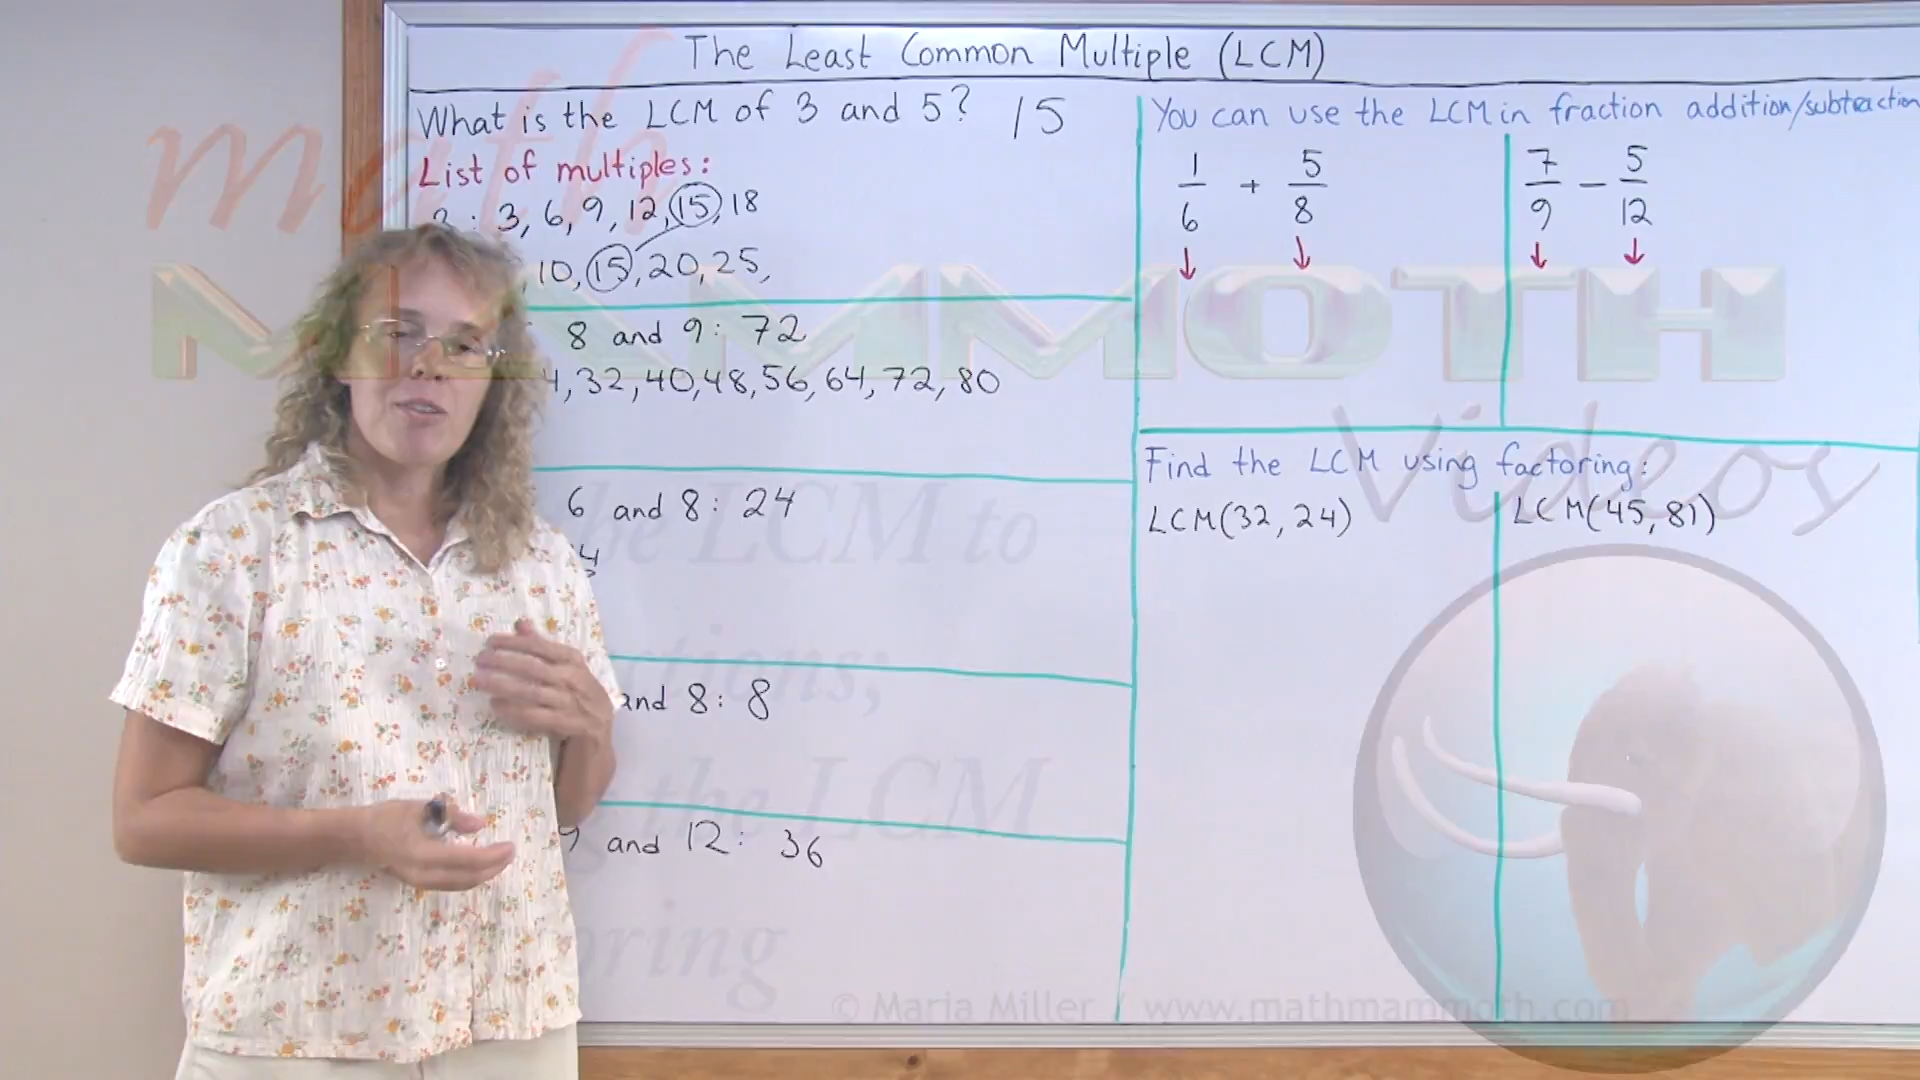 The Least Common Multiple (LCM)
What is the LCM of 3 and 5? 15
List of multiples:
3, 6, 9, 12, 15, 18
10, 15, 20, 25,
8 and 9: 72
32, 40, 48, 56, 64, 72, 80
6 and 8: 24
4
and 8: 8
and 12: 36
You can use the LCM in fraction addition/subtraction
1/6 + 5/8
7/9 - 5/12
Find the LCM using factoring:
LCM(32, 24)
LCM(45, 81)
math
MAMMOTH
Videos
the LCM to
the LCM
© Maria Miller / www.mathmammoth.com